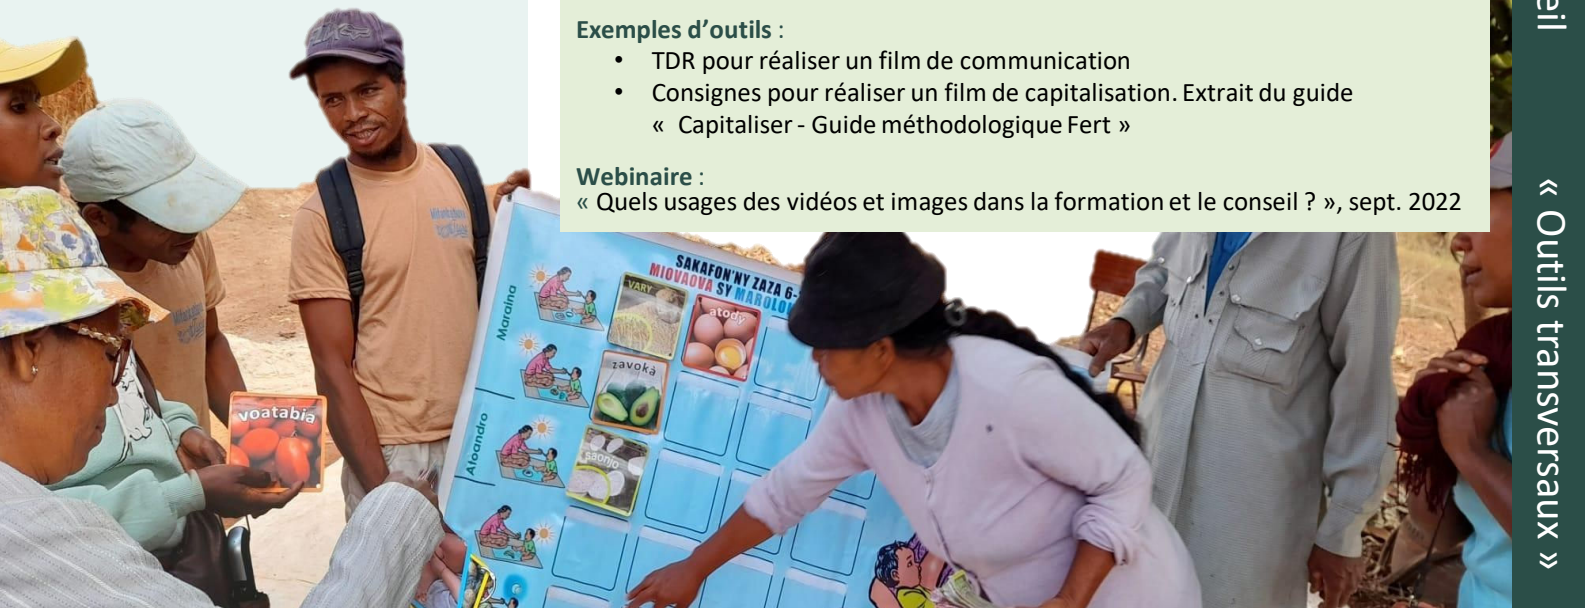 Exemples d’outils :
• TDR pour réaliser un film de communication
• Consignes pour réaliser un film de capitalisation. Extrait du guide
« Capitaliser - Guide méthodologique Fert »
Webinaire :
« Quels usages des vidéos et images dans la formation et le conseil ? », sept. 2022
eil
« Outils transversaux »
SAKAFON'NY ZAZA 6-
MIOVAOVA SY MAROLO
Maraina
VARY
atody
zavoka
Atoandro
saonjo
voatabia